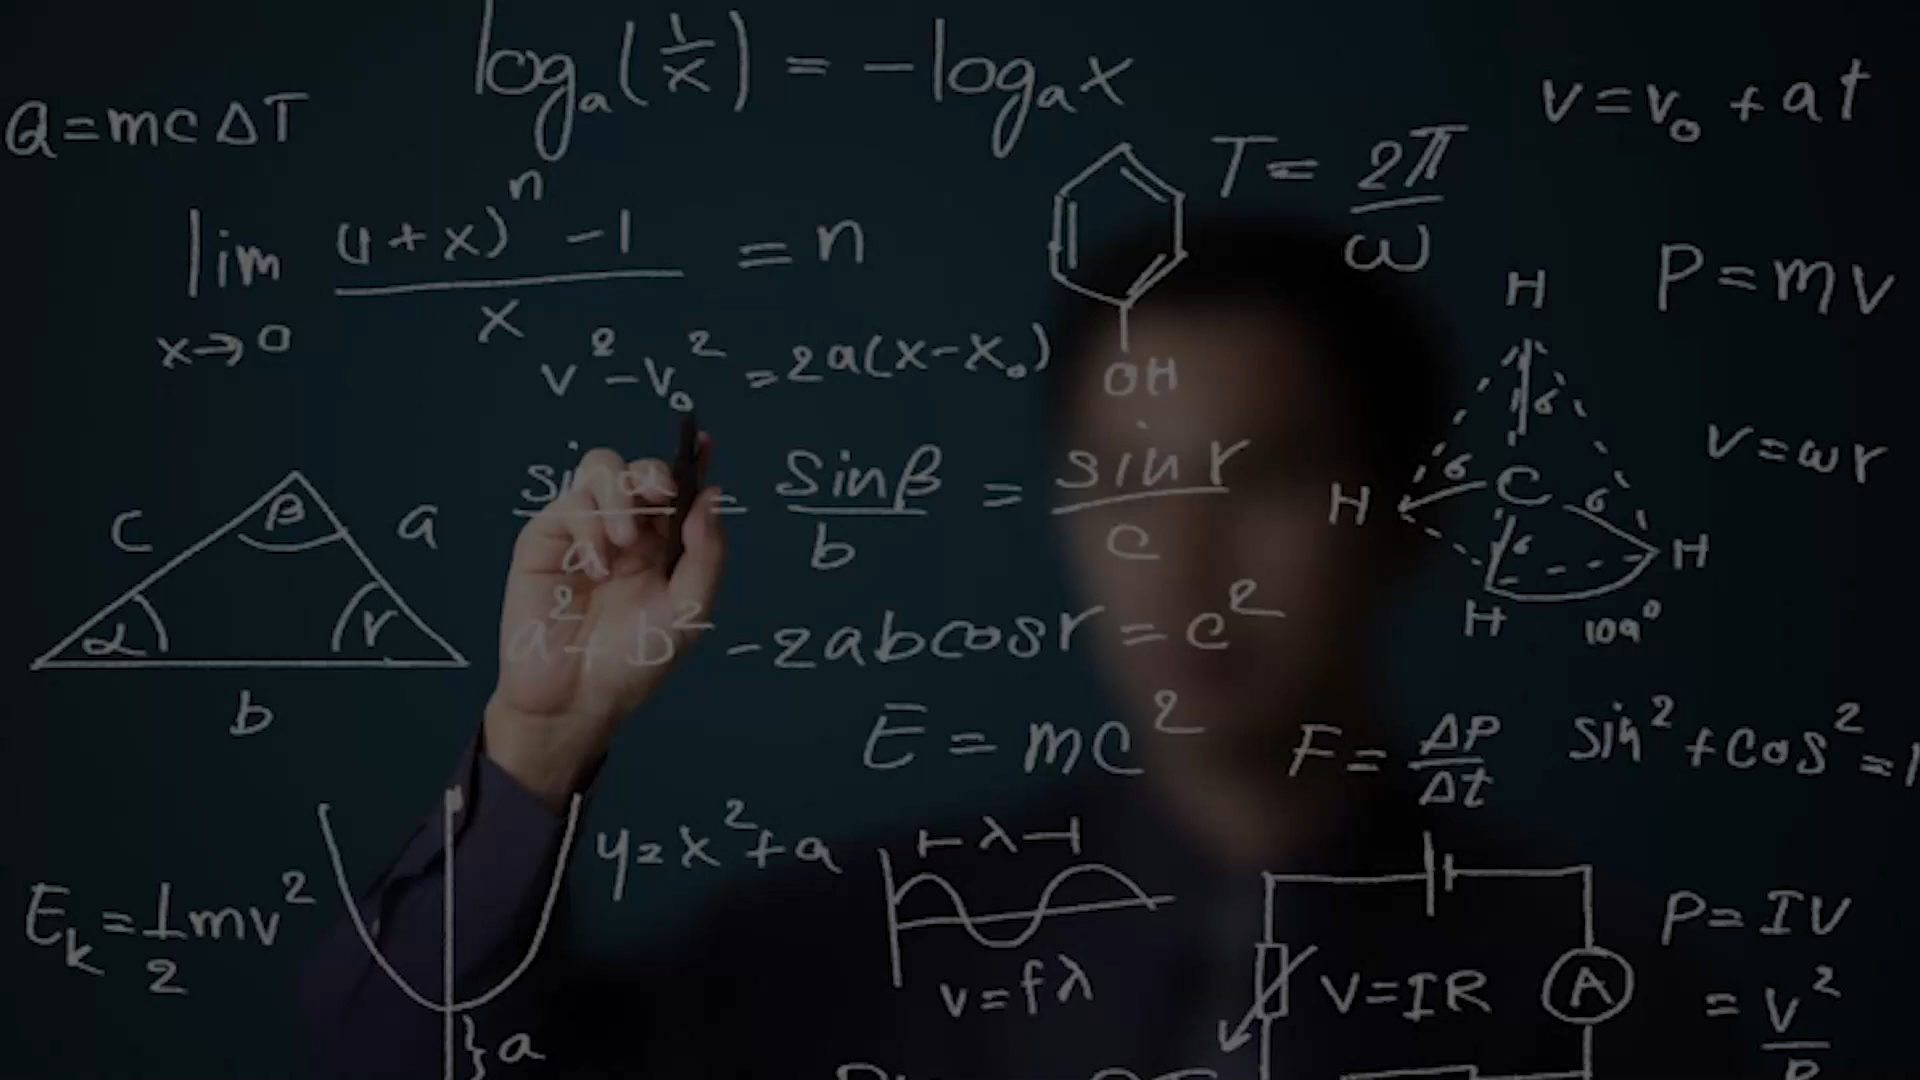 log_a(1/x) = -log_a x
Q=mcΔT
v=v₀+at
T=2π/ω
lim x→0 ((1+x)ⁿ-1)/x = n
P=mv
H
v²-v₀²=2a(x-x₀)
OH
σ
v=ωr
sinα/a = sinβ/b = sinr/c
H σ C σ H
β
c a
σ
α r
H 109°
a²+b²-2abcosr=c²
b
E=mc²
F=ΔP/Δt
sin²+cos²=1
λ
y=x²+a
Eₖ=1/2mv²
P=IV
v=fλ
V=IR
A
=V²/R
a